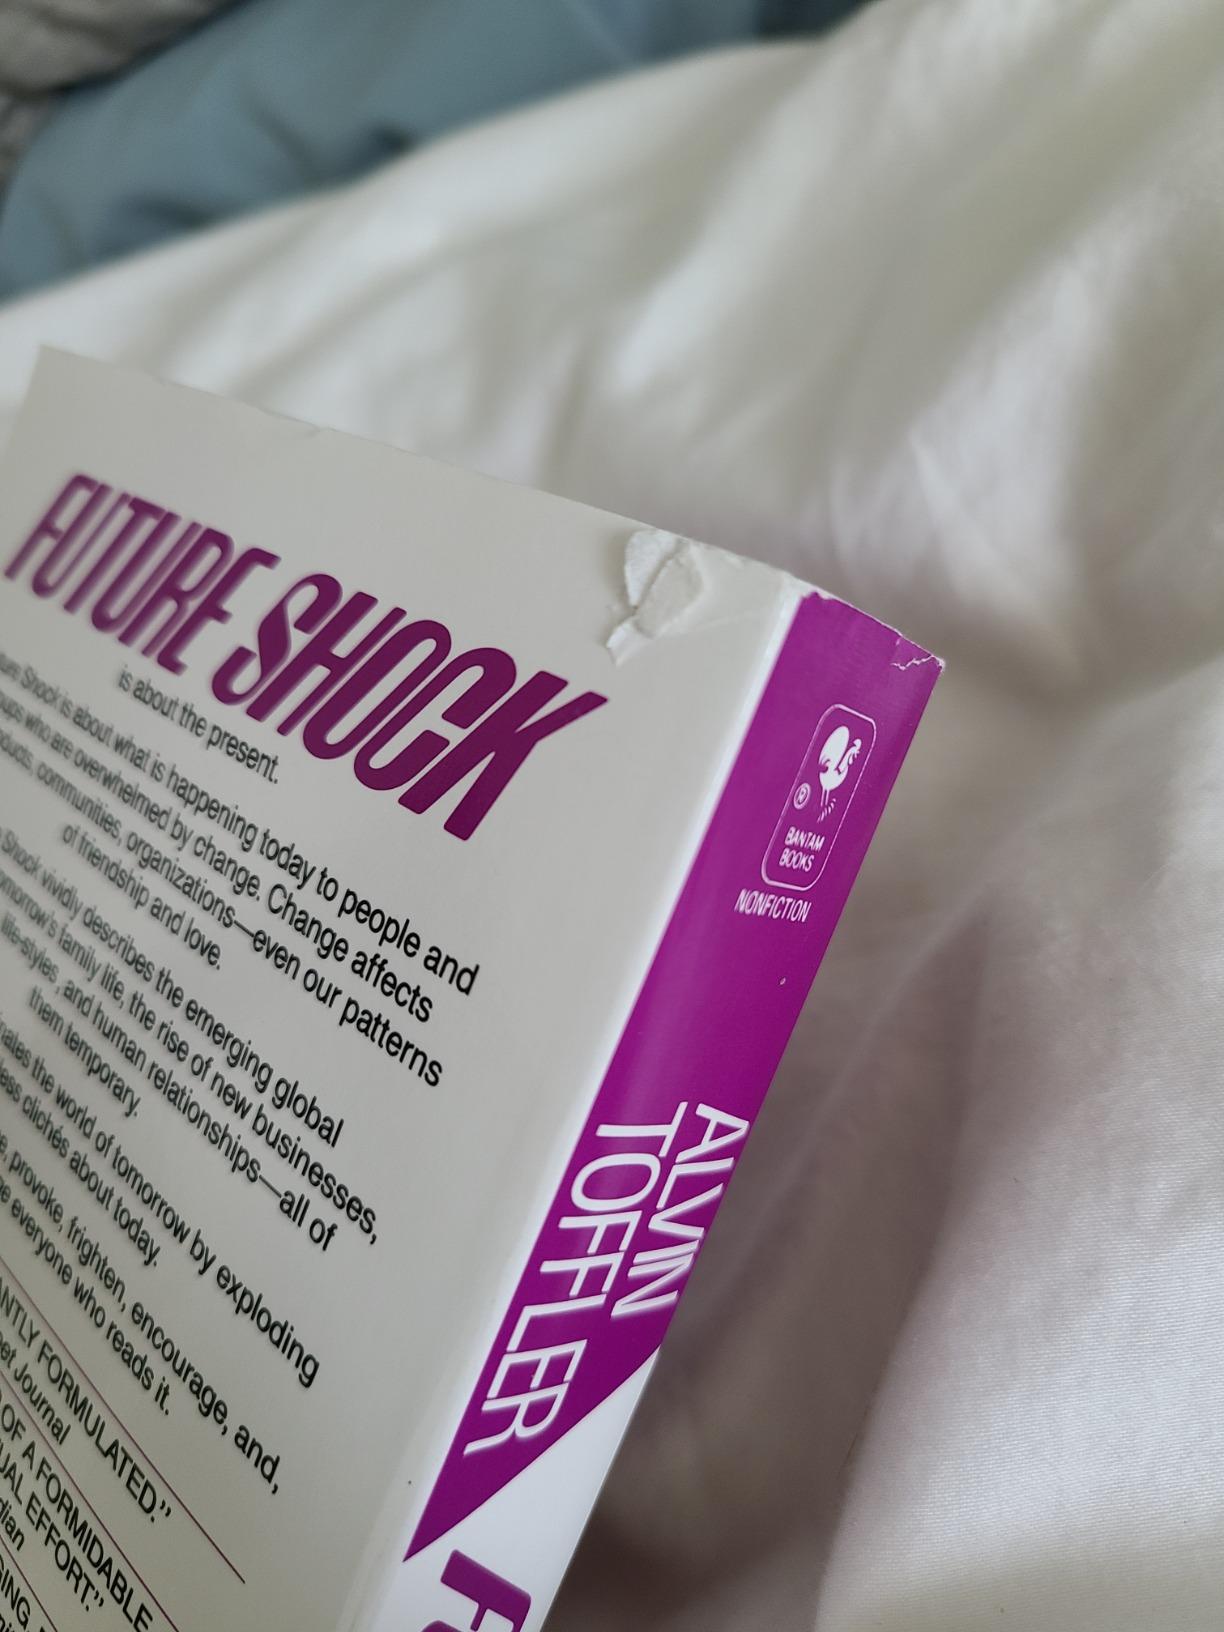 FUTURE SHOCK
is about the present.
Shock is about what is happening today to people and
who are overwhelmed by change. Change affects
communities, organizations—even our patterns
of friendship and love.
Shock vividly describes the emerging global
family life, the rise of new businesses,
life-styles, and human relationships—all of
them temporary.
the world of tomorrow by exploding
clichés about today.
provoke, frighten, encourage, and,
everyone who reads it.
FORMULATED."
Journal
OF A FORMIDABLE
EFFORT."
®
BANTAM
BOOKS
NONFICTION
ALVIN
TOFFLER